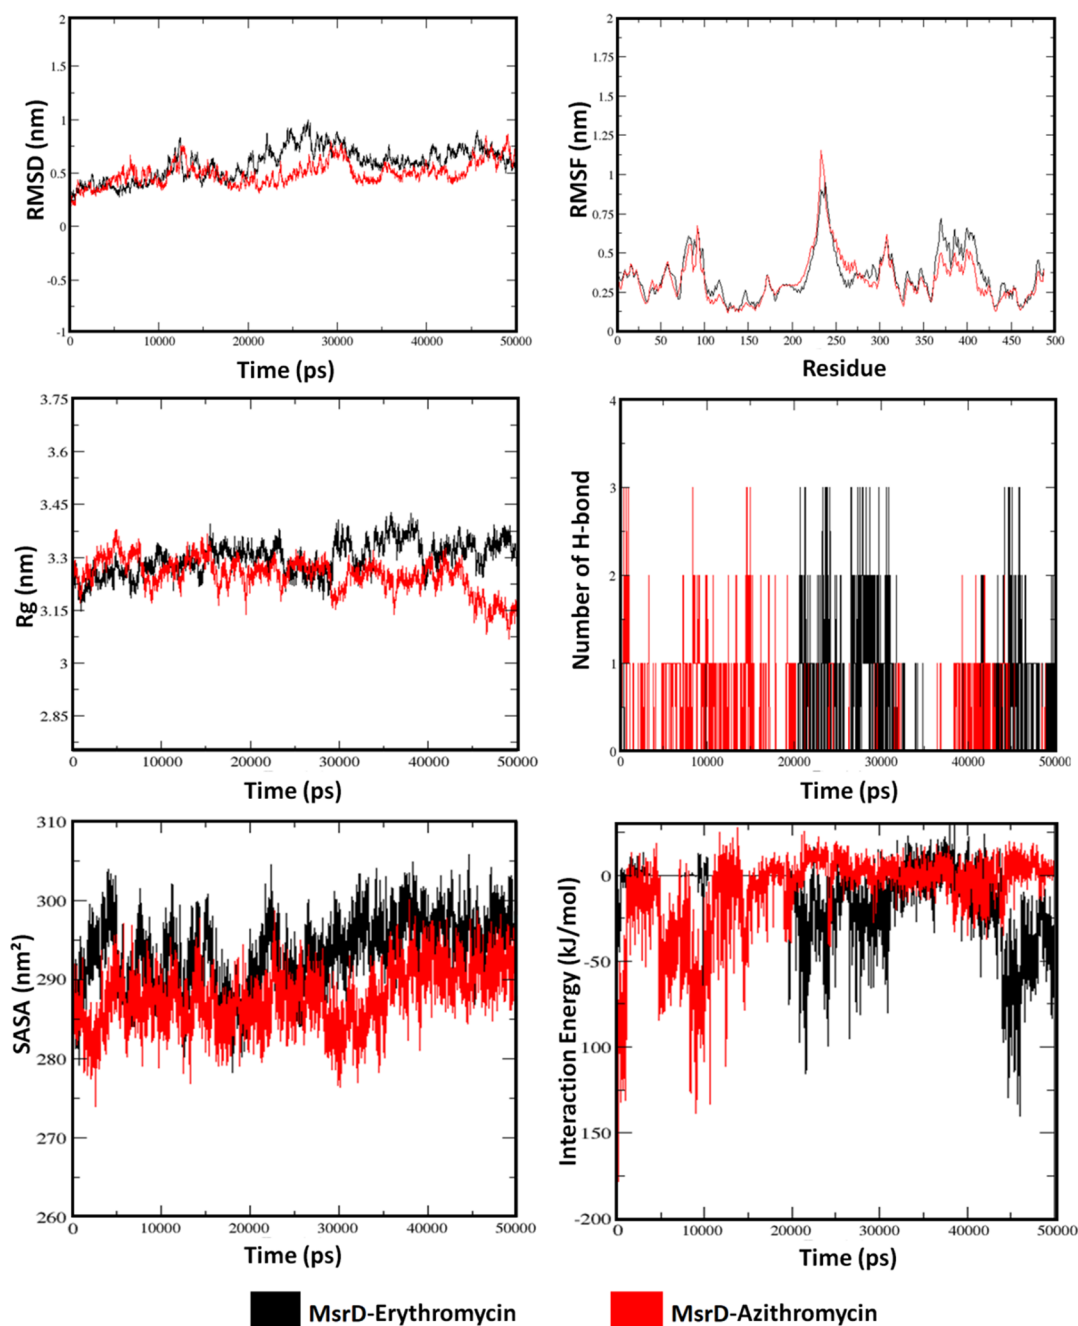 2
1.5
1
0.5
0
-0.5
-1
RMSD (nm)
0 10000 20000 30000 40000 50000
Time (ps)
2
1.75
1.5
1.25
1
0.75
0.5
0.25
0
RMSF (nm)
0 50 100 150 200 250 300 350 400 450 500
Residue
3.75
3.6
3.45
3.3
3.15
3
2.85
Rg (nm)
0 10000 20000 30000 40000 50000
Time (ps)
4
3
2
1
0
Number of H-bond
0 10000 20000 30000 40000 50000
Time (ps)
310
300
290
280
270
260
SASA (nm²)
0 10000 20000 30000 40000 50000
Time (ps)
0
-50
100
150
-200
Interaction Energy (kJ/mol)
0 10000 20000 30000 40000 50000
Time (ps)
MsrD-Erythromycin
MsrD-Azithromycin